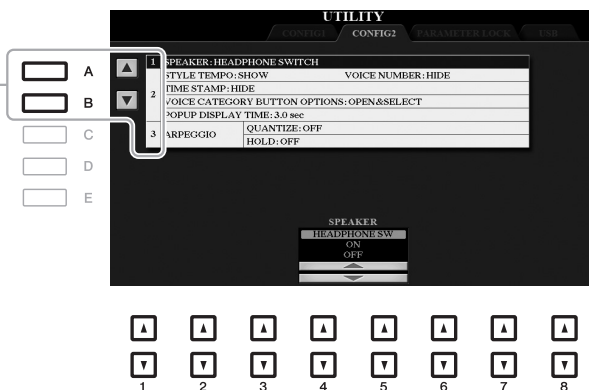 UTILITY
CONFIG1 CONFIG2 PARAMETER LOCK USB
A
B
C
D
E
1 SPEAKER: HEADPHONE SWITCH
2 STYLE TEMPO: SHOW VOICE NUMBER: HIDE
TIME STAMP: HIDE
VOICE CATEGORY BUTTON OPTIONS: OPEN&SELECT
POPUP DISPLAY TIME: 3.0 sec
3 ARPEGGIO QUANTIZE: OFF
HOLD: OFF
SPEAKER
HEADPHONE SW
ON
OFF
1 2 3 4 5 6 7 8